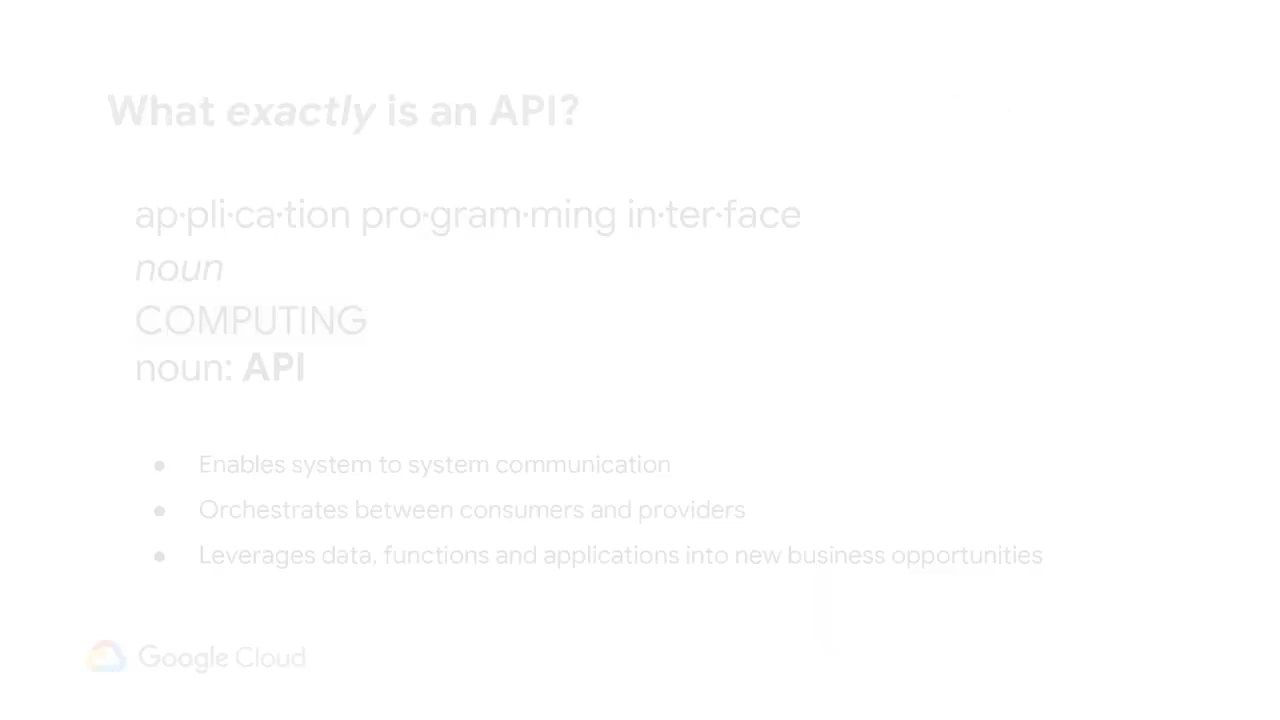 What exactly is an API?
ap·pli·ca·tion pro·gram·ming in·ter·face
noun
COMPUTING
noun: API
● Enables system to system communication
● Orchestrates between consumers and providers
● Leverages data, functions and applications into new business opportunities
Google Cloud